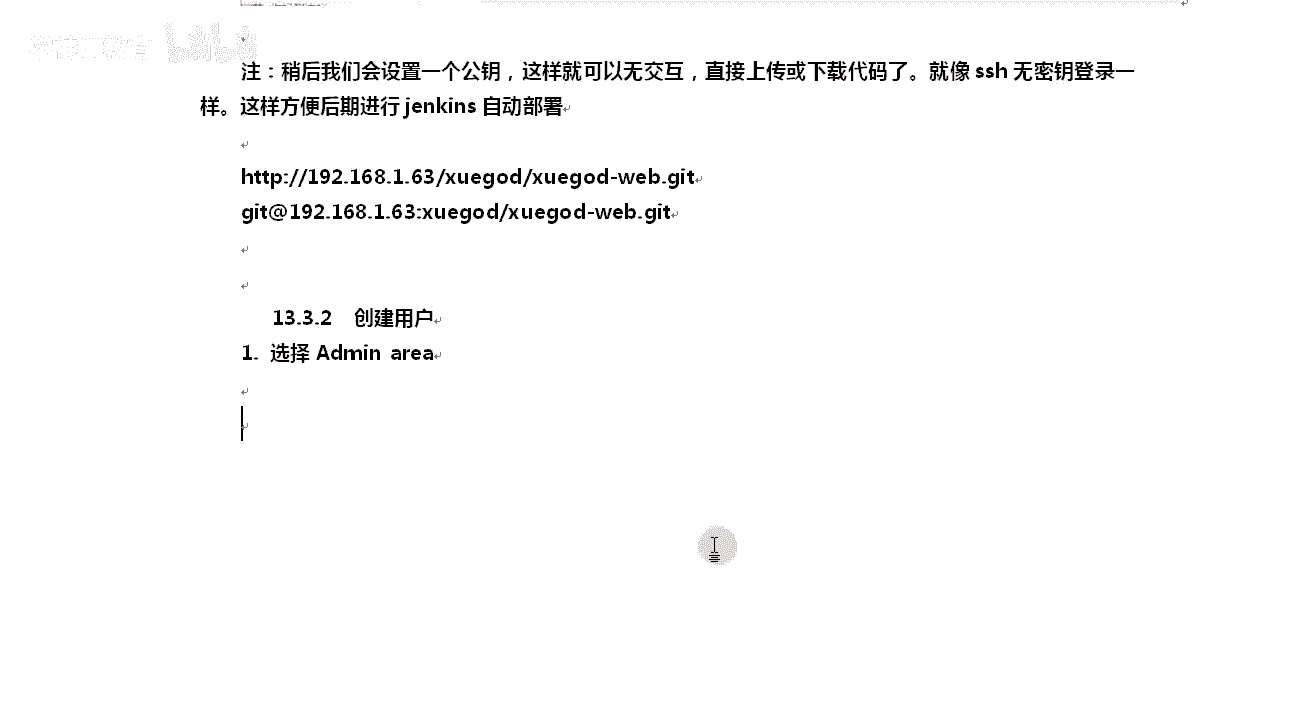 注：稍后我们会设置一个公钥，这样就可以无交互，直接上传或下载代码了。就像 ssh 无密钥登录一
样。这样方便后期进行 jenkins 自动部署
http://192.168.1.63/xuegod/xuegod-web.git
git@192.168.1.63:xuegod/xuegod-web.git
13.3.2 创建用户
1. 选择 Admin area